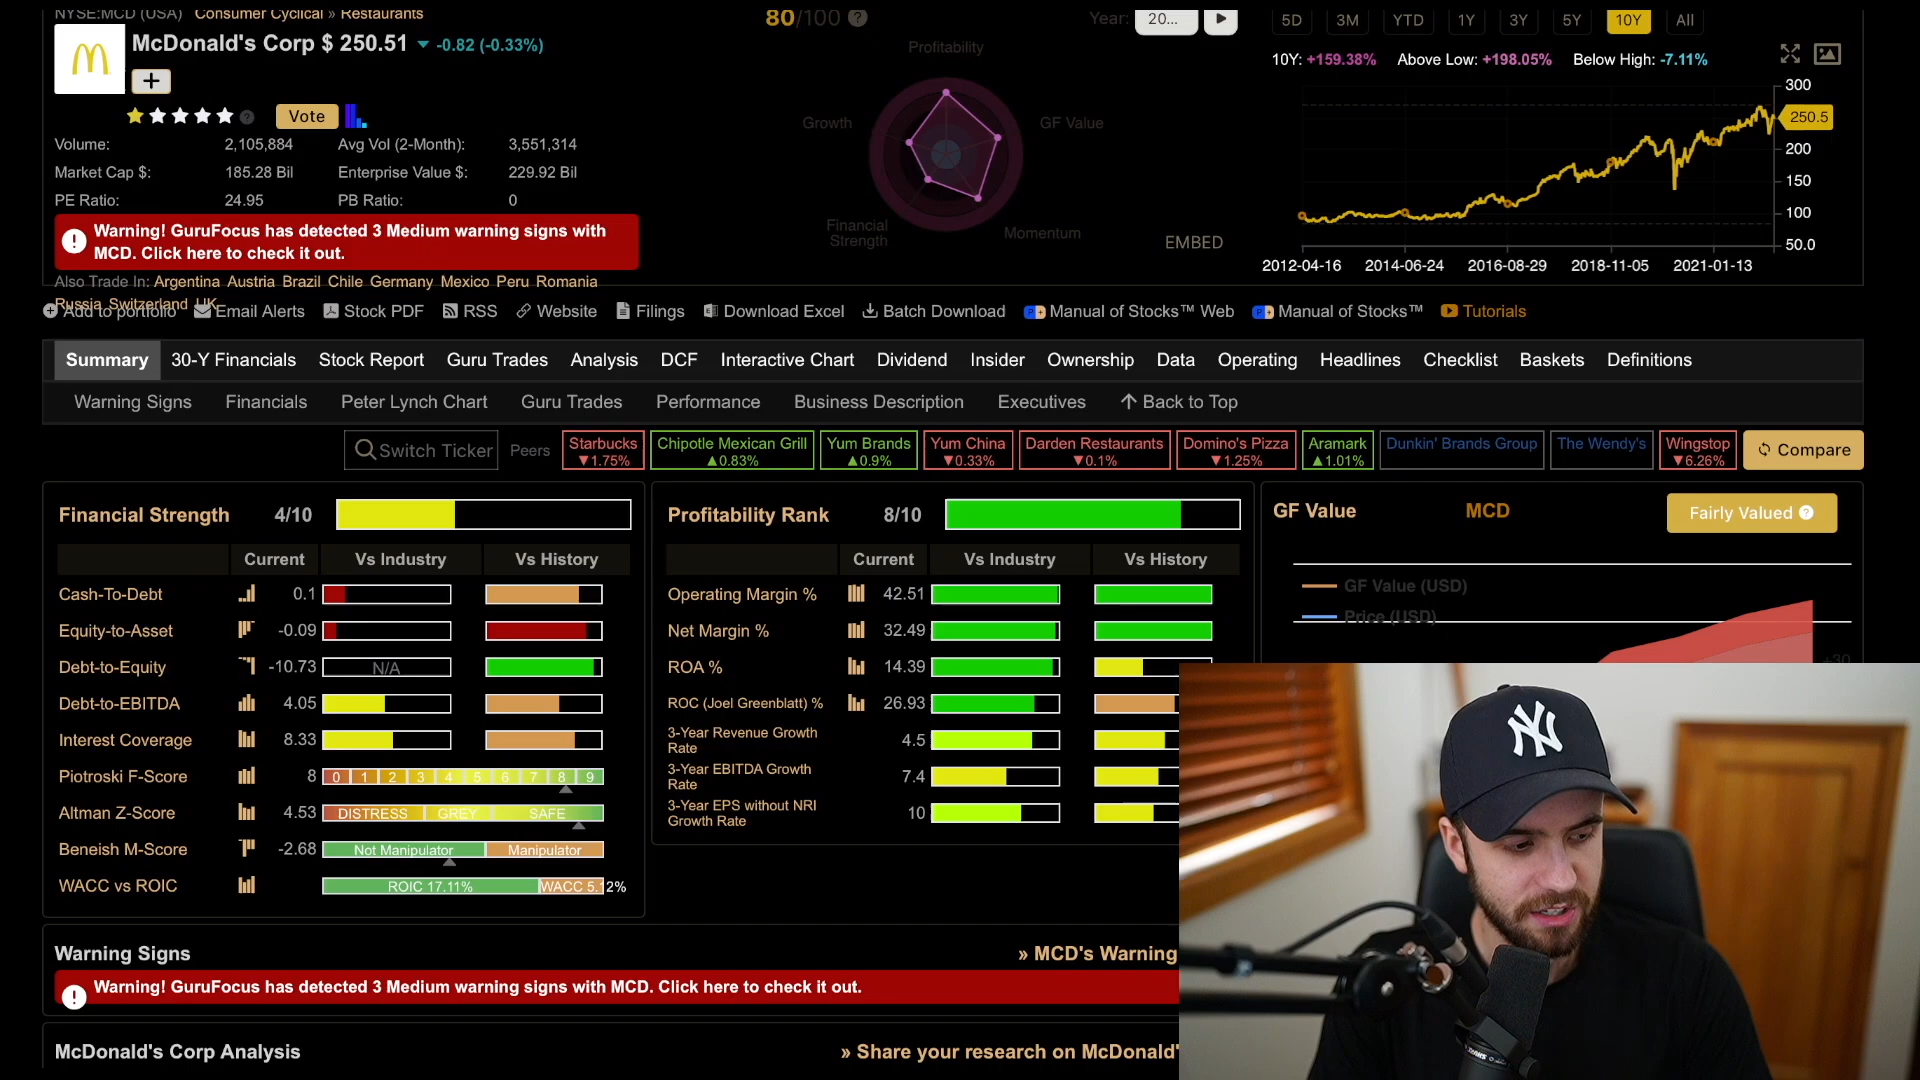 NYSE:MCD (USA) Consumer Cyclical » Restaurants
McDonald's Corp $ 250.51 ▼ -0.82 (-0.33%)
Vote
Volume: 2,105,884 Avg Vol (2-Month): 3,551,314
Market Cap $: 185.28 Bil Enterprise Value $: 229.92 Bil
PE Ratio: 24.95 PB Ratio: 0
Warning! GuruFocus has detected 3 Medium warning signs with
MCD. Click here to check it out.
Also Trade In: Argentina Austria Brazil Chile Germany Mexico Peru Romania
Russia Switzerland UK
80/100
Year: 20...
Profitability
Growth
GF Value
Financial
Strength
Momentum
EMBED
5D 3M YTD 1Y 3Y 5Y 10Y All
10Y: +159.38% Above Low: +198.05% Below High: -7.11%
300
250.5
200
150
100
50.0
2012-04-16 2014-06-24 2016-08-29 2018-11-05 2021-01-13
Add to portfolio Email Alerts Stock PDF RSS Website Filings Download Excel Batch Download Manual of Stocks™ Web Manual of Stocks™ Tutorials
Summary 30-Y Financials Stock Report Guru Trades Analysis DCF Interactive Chart Dividend Insider Ownership Data Operating Headlines Checklist Baskets Definitions
Warning Signs Financials Peter Lynch Chart Guru Trades Performance Business Description Executives Back to Top
Switch Ticker Peers Starbucks Chipotle Mexican Grill Yum Brands Yum China Darden Restaurants Domino's Pizza Aramark Dunkin' Brands Group The Wendy's Wingstop Compare
▼1.75% ▲0.83% ▲0.9% ▼0.33% ▼0.1% ▼1.25% ▲1.01% ▼6.26%
Financial Strength 4/10
Current Vs Industry Vs History
Cash-To-Debt 0.1
Equity-to-Asset -0.09
Debt-to-Equity -10.73 N/A
Debt-to-EBITDA 4.05
Interest Coverage 8.33
Piotroski F-Score 8 0 1 2 3 4 5 6 7 8 9
Altman Z-Score 4.53 DISTRESS GREY SAFE
Beneish M-Score -2.68 Not Manipulator Manipulator
WACC vs ROIC ROIC 17.11% WACC 5.12%
Profitability Rank 8/10
Current Vs Industry Vs History
Operating Margin % 42.51
Net Margin % 32.49
ROA % 14.39
ROC (Joel Greenblatt) % 26.93
3-Year Revenue Growth
Rate 4.5
3-Year EBITDA Growth
Rate 7.4
3-Year EPS without NRI
Growth Rate 10
GF Value MCD Fairly Valued
GF Value (USD)
Price (USD)
Warning Signs » MCD's Warning
Warning! GuruFocus has detected 3 Medium warning signs with MCD. Click here to check it out.
McDonald's Corp Analysis » Share your research on McDonald'
NY